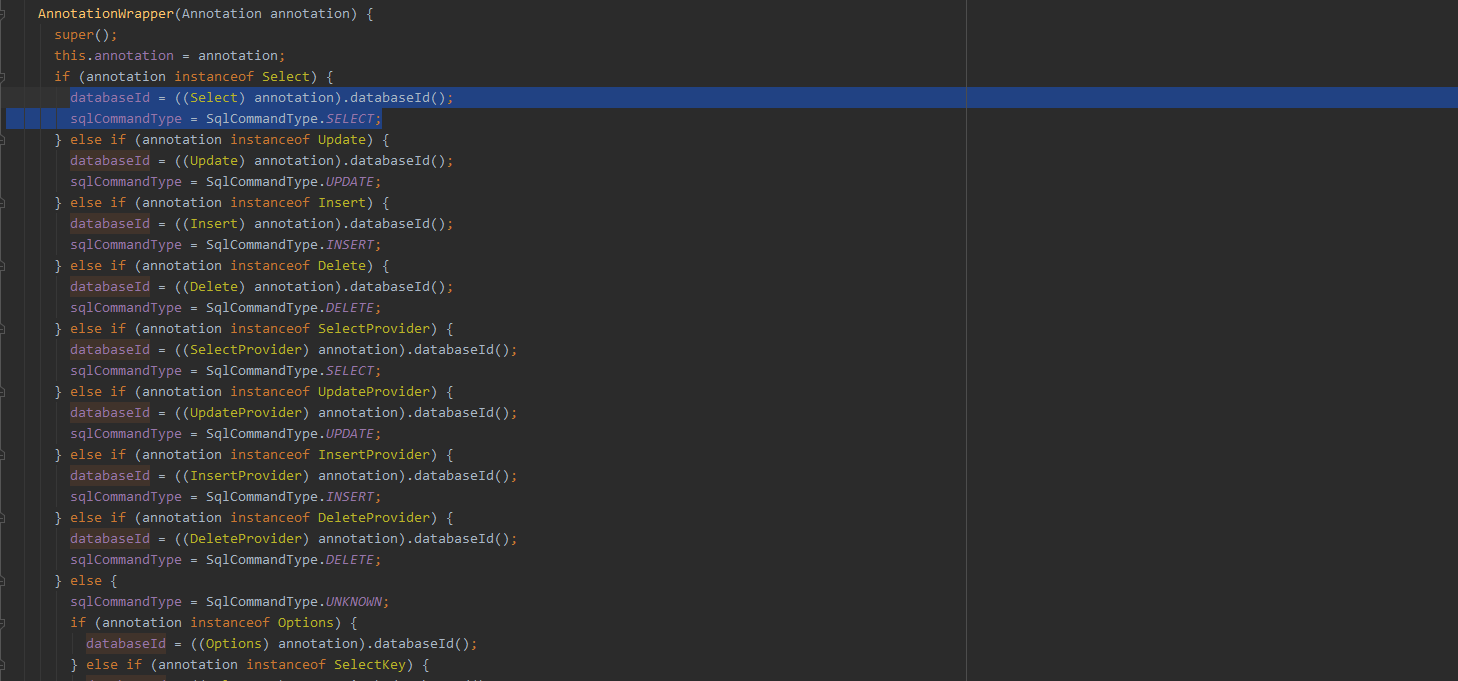 AnnotationWrapper(Annotation annotation) {
super();
this.annotation = annotation;
if (annotation instanceof Select) {
databaseId = ((Select) annotation).databaseId();
sqlCommandType = SqlCommandType.SELECT;
} else if (annotation instanceof Update) {
databaseId = ((Update) annotation).databaseId();
sqlCommandType = SqlCommandType.UPDATE;
} else if (annotation instanceof Insert) {
databaseId = ((Insert) annotation).databaseId();
sqlCommandType = SqlCommandType.INSERT;
} else if (annotation instanceof Delete) {
databaseId = ((Delete) annotation).databaseId();
sqlCommandType = SqlCommandType.DELETE;
} else if (annotation instanceof SelectProvider) {
databaseId = ((SelectProvider) annotation).databaseId();
sqlCommandType = SqlCommandType.SELECT;
} else if (annotation instanceof UpdateProvider) {
databaseId = ((UpdateProvider) annotation).databaseId();
sqlCommandType = SqlCommandType.UPDATE;
} else if (annotation instanceof InsertProvider) {
databaseId = ((InsertProvider) annotation).databaseId();
sqlCommandType = SqlCommandType.INSERT;
} else if (annotation instanceof DeleteProvider) {
databaseId = ((DeleteProvider) annotation).databaseId();
sqlCommandType = SqlCommandType.DELETE;
} else {
sqlCommandType = SqlCommandType.UNKNOWN;
if (annotation instanceof Options) {
databaseId = ((Options) annotation).databaseId();
} else if (annotation instanceof SelectKey) {